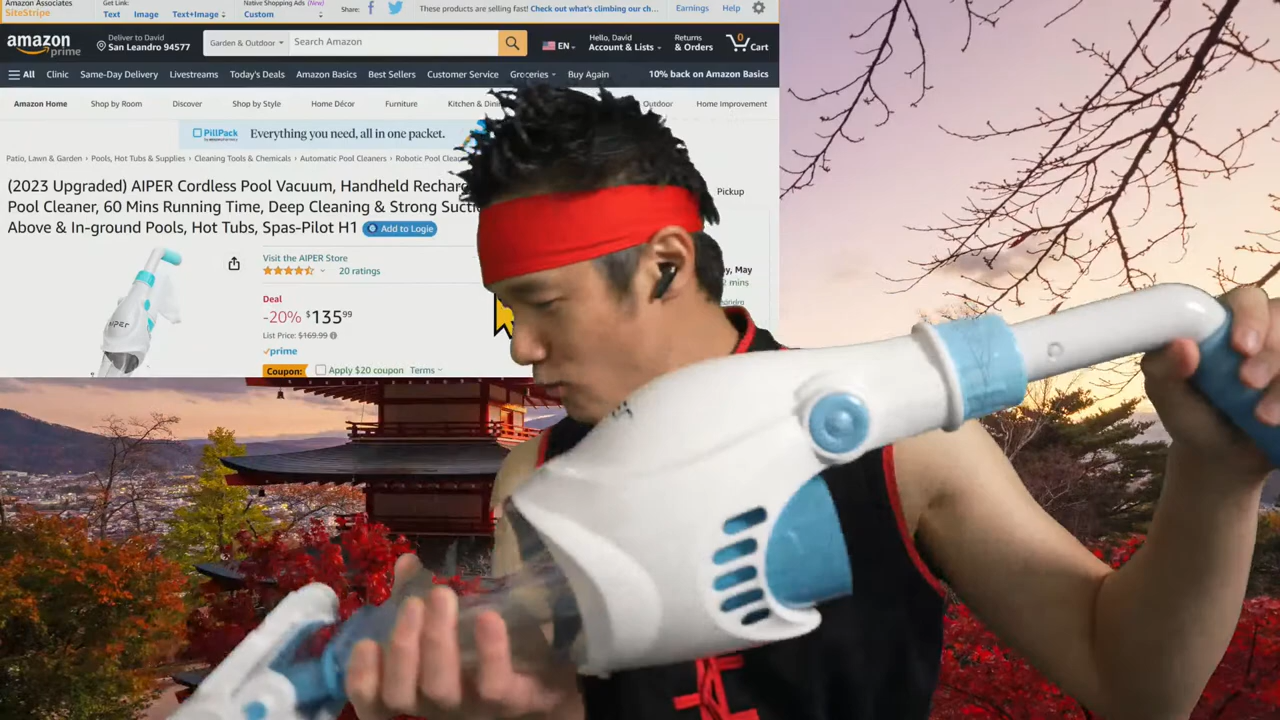 Amazon Associates
SiteStripe
Get Link:
Text Image Text+Image
Native Shopping Ads (New)
Custom
Share:
These products are selling fast! Check out what's climbing our ch...
Earnings Help
amazon prime
Deliver to David
San Leandro 94577
Garden & Outdoor
Search Amazon
EN
Hello, David
Account & Lists
Returns
& Orders
0
Cart
All Clinic Same-Day Delivery Livestreams Today's Deals Amazon Basics Best Sellers Customer Service Groceries Buy Again 10% back on Amazon Basics
Amazon Home Shop by Room Discover Shop by Style Home Décor Furniture Kitchen & Dinin Outdoor Home Improvement
PillPack Everything you need, all in one packet.
Patio, Lawn & Garden › Pools, Hot Tubs & Supplies › Cleaning Tools & Chemicals › Automatic Pool Cleaners › Robotic Pool Clea
(2023 Upgraded) AIPER Cordless Pool Vacuum, Handheld Rechar
Pool Cleaner, 60 Mins Running Time, Deep Cleaning & Strong Sucti
Above & In-ground Pools, Hot Tubs, Spas-Pilot H1 Add to Logie
Pickup
Visit the AIPER Store
20 ratings
Deal
-20% $135 99
List Price: $169.99
prime
Coupon: Apply $20 coupon Terms
AIPER
y, May
2 mins